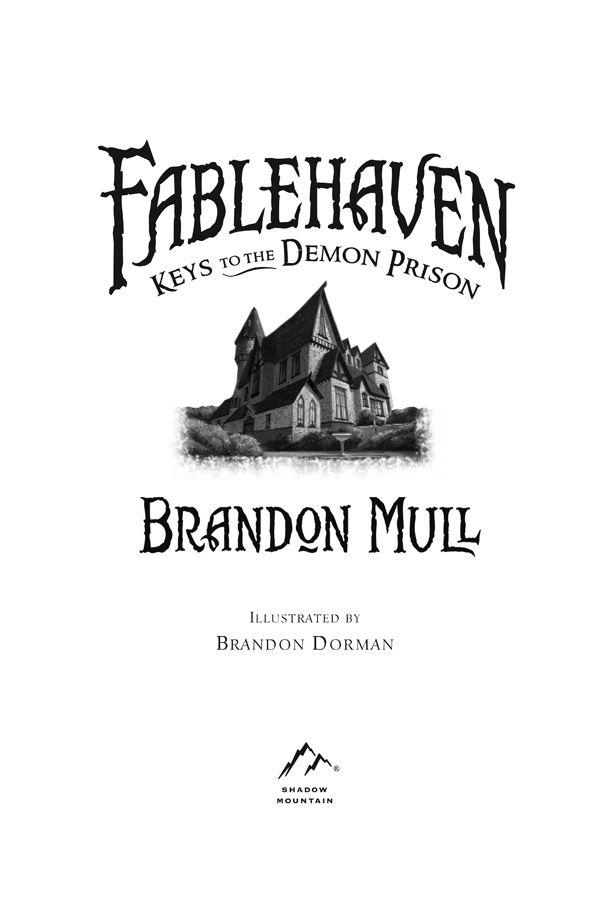 FABLEHAVEN
KEYS TO THE DEMON PRISON
BRANDON MULL
ILLUSTRATED BY
BRANDON DORMAN
®
SHADOW
MOUNTAIN